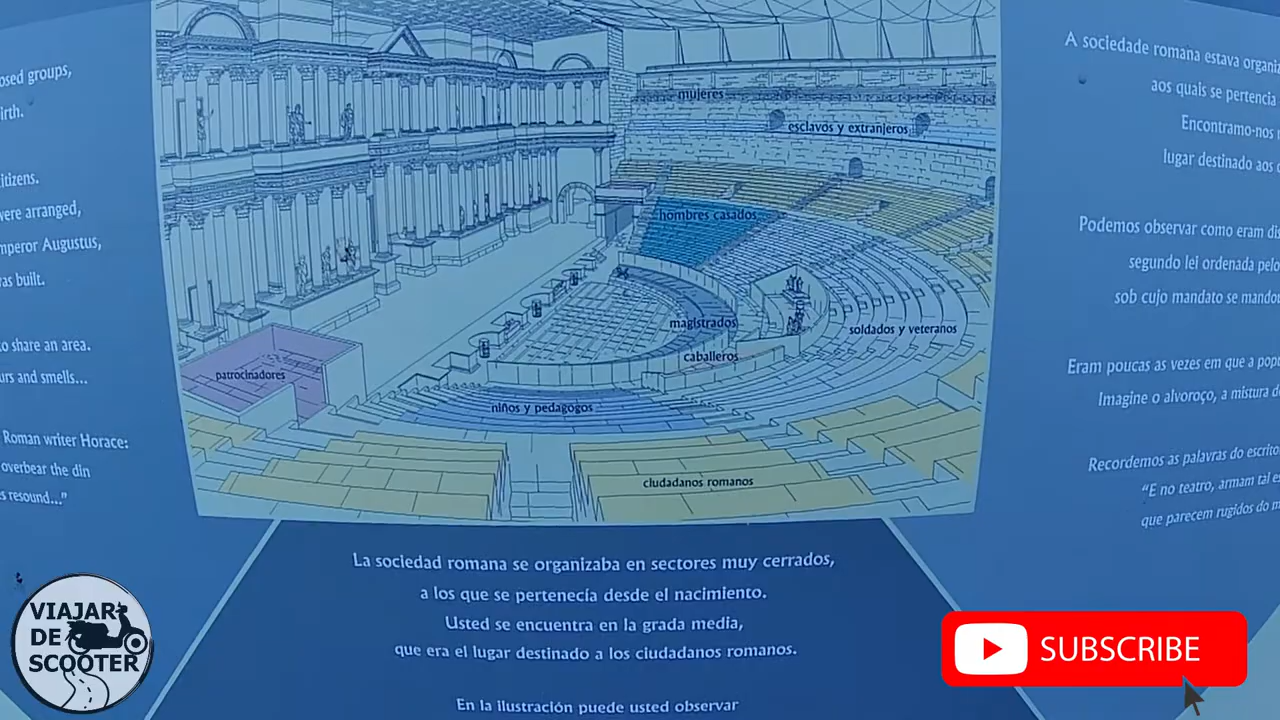 osed groups,
irth.
itizens.
were arranged,
mperor Augustus,
as built.
to share an area.
urs and smells...
Roman writer Horace:
overbear the din
s resound..."
mujeres
esclavos y extranjeros
hombres casados
magistrados
soldados y veteranos
caballeros
patrocinadores
niños y pedagogos
ciudadanos romanos
A sociedade romana estava organiz
aos quais se pertencia
Encontramo-nos
lugar destinado aos
Podemos observar como eram dis
segundo lei ordenada pelo
sob cujo mandato se mandou
Eram poucas as vezes em que a popu
Imagine o alvoroço, a mistura de
Recordemos as palavras do escrito
"E no teatro, armam tal es
que parecem rugidos do m
La sociedad romana se organizaba en sectores muy cerrados,
a los que se pertenecía desde el nacimiento.
Usted se encuentra en la grada media,
que era el lugar destinado a los ciudadanos romanos.
En la ilustración puede usted observar
VIAJAR
DE
SCOOTER
SUBSCRIBE